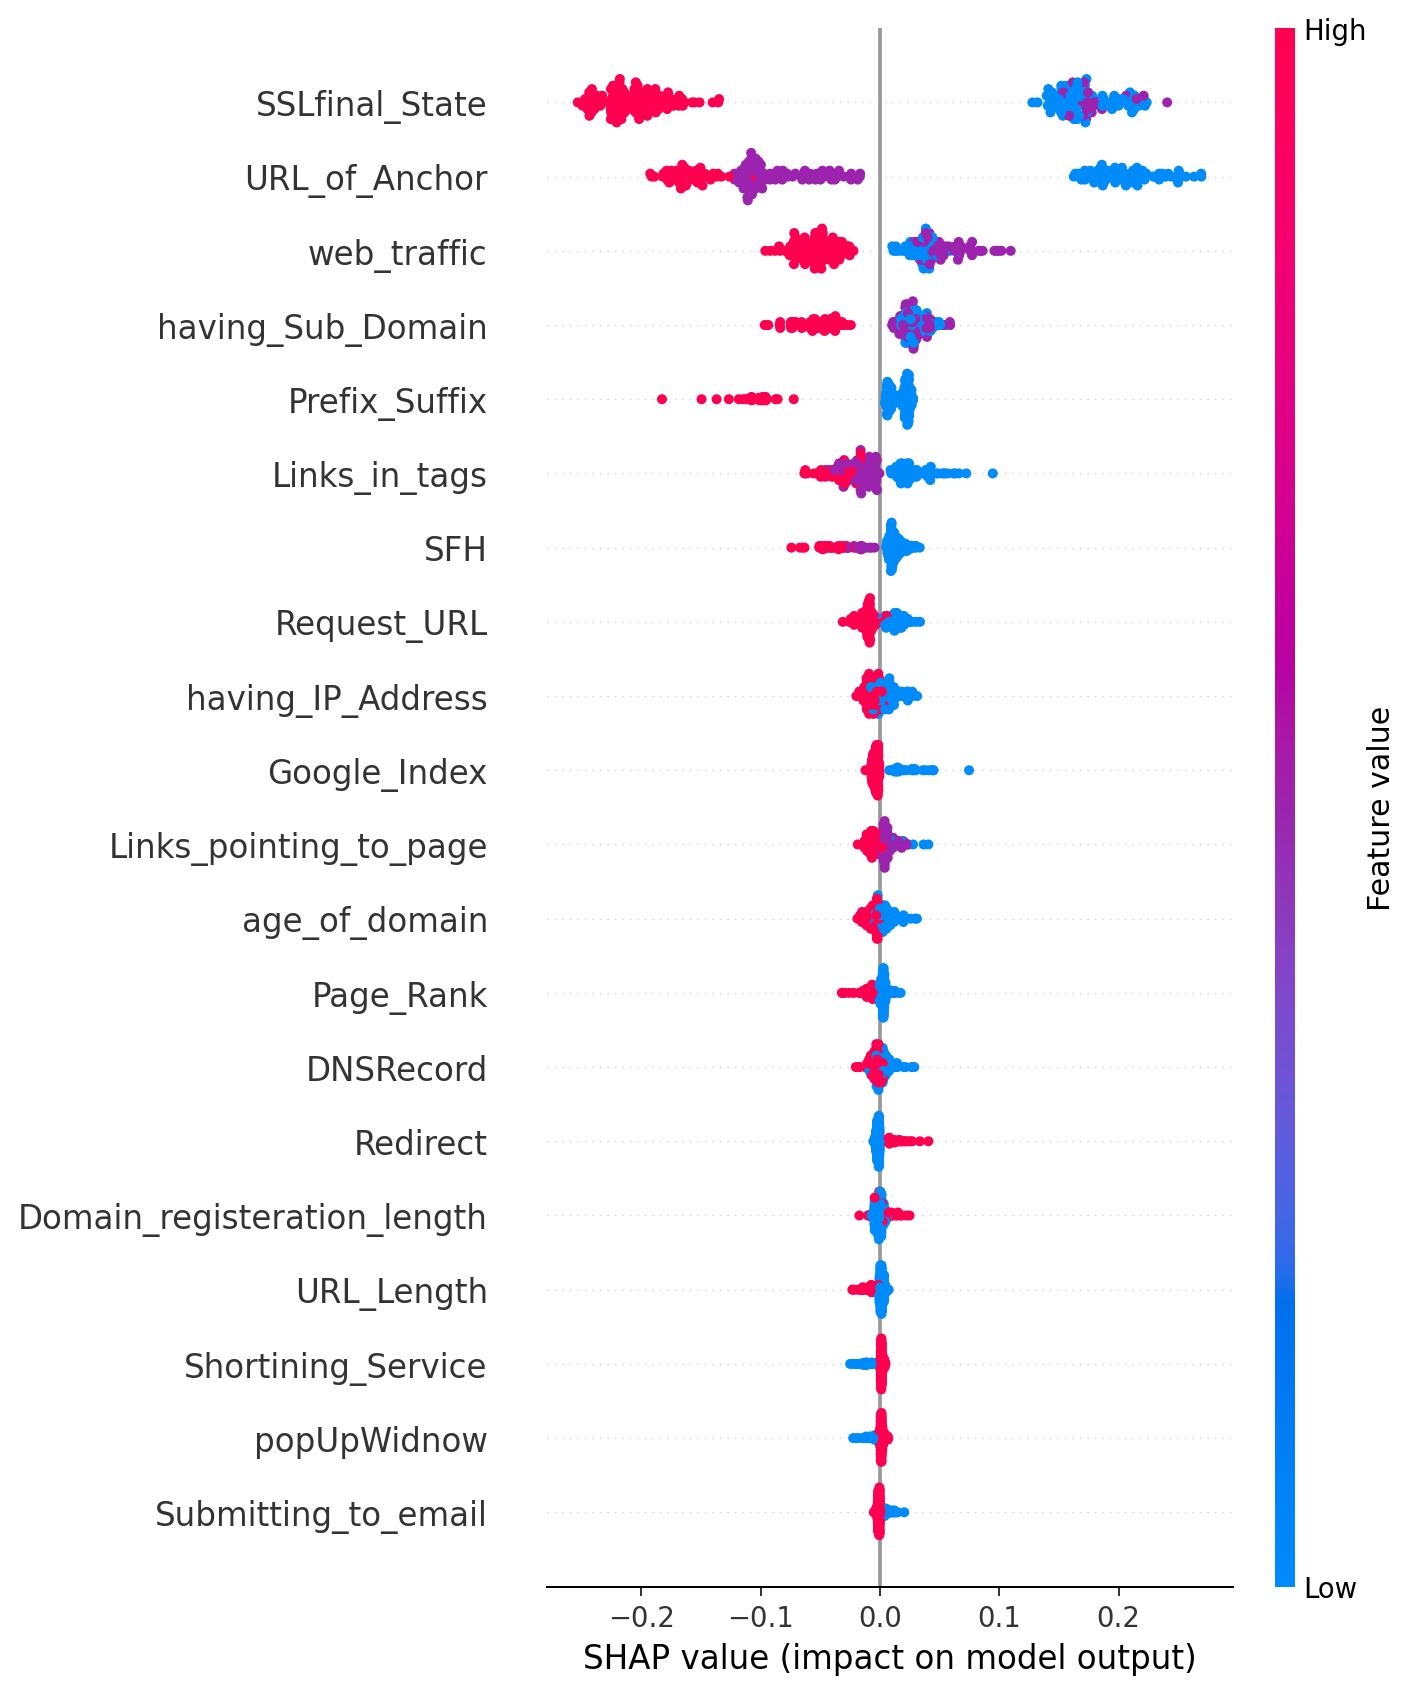 High
SSLfinal_State
URL_of_Anchor
web_traffic
having_Sub_Domain
Prefix_Suffix
Links_in_tags
SFH
Request_URL
having_IP_Address
Google_Index
Links_pointing_to_page
age_of_domain
Page_Rank
DNSRecord
Redirect
Domain_registeration_length
URL_Length
Shortining_Service
popUpWidnow
Submitting_to_email
Feature value
Low
−0.2 −0.1 0.0 0.1 0.2
SHAP value (impact on model output)